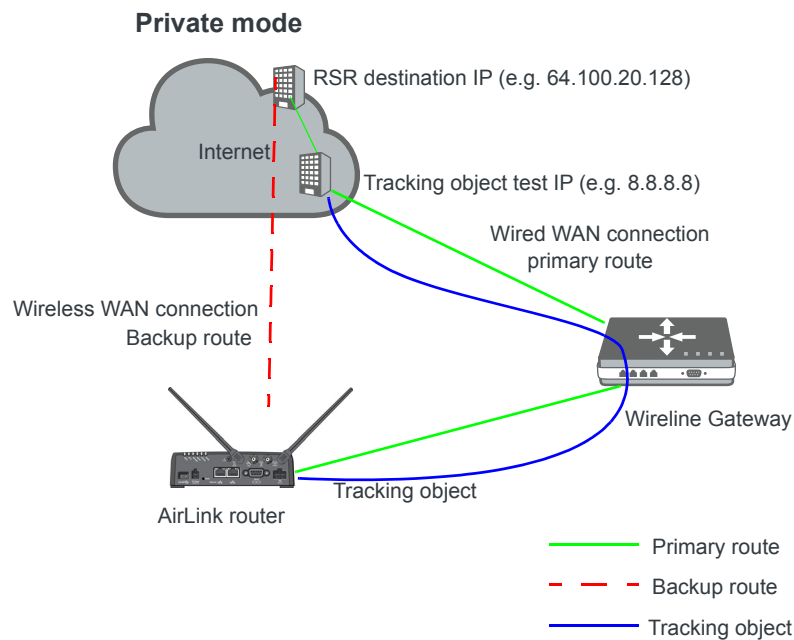 Private mode
RSR destination IP (e.g. 64.100.20.128)
Internet
Tracking object test IP (e.g. 8.8.8.8)
Wired WAN connection
primary route
Wireless WAN connection
Backup route
Wireline Gateway
Tracking object
AirLink router
Primary route
Backup route
Tracking object